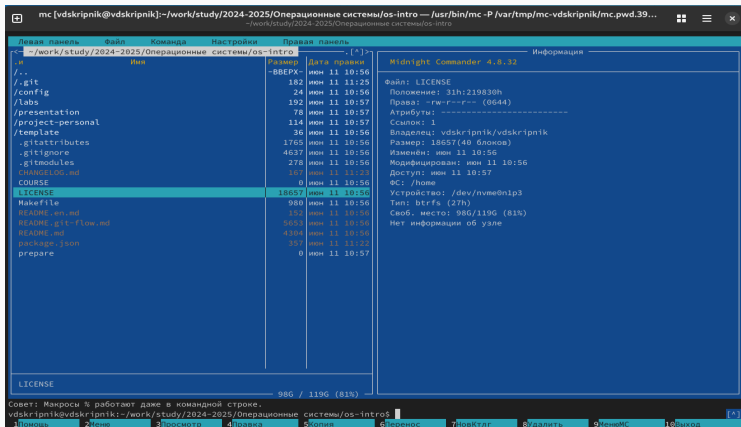 mc [vdskripnik@vdskripnik]:~/work/study/2024-2025/Операционные системы/os-intro — /usr/bin/mc -P /var/tmp/mc-vdskripnik/mc.pwd.39...
~/work/study/2024-2025/Операционные системы/os-intro
Левая панель Файл Команда Настройки Правая панель
<- ~/work/study/2024-2025/Операционные системы/os-intro .[^]>
.и Имя Размер Дата правки
/.. -ВВЕРХ- июн 11 10:56
/.git 182 июн 11 11:25
/config 24 июн 11 10:56
/labs 192 июн 11 10:57
/presentation 78 июн 11 10:57
/project-personal 114 июн 11 10:57
/template 36 июн 11 10:56
.gitattributes 1765 июн 11 10:56
.gitignore 4637 июн 11 10:56
.gitmodules 278 июн 11 10:56
CHANGELOG.md 167 июн 11 11:23
COURSE 0 июн 11 10:56
LICENSE 18657 июн 11 10:56
Makefile 980 июн 11 10:56
README.en.md 152 июн 11 10:56
README.git-flow.md 5653 июн 11 10:56
README.md 4304 июн 11 10:56
package.json 357 июн 11 11:22
prepare 0 июн 11 10:57
LICENSE
98G / 119G (81%)
Информация
Midnight Commander 4.8.32
Файл: LICENSE
Положение: 31h:219830h
Права: -rw-r--r-- (0644)
Атрибуты: ------------------------
Ссылок: 1
Владелец: vdskripnik/vdskripnik
Размер: 18657(40 блоков)
Изменён: июн 11 10:56
Модифицирован: июн 11 10:56
Доступ: июн 11 10:57
ФС: /home
Устройство: /dev/nvme0n1p3
Тип: btrfs (27h)
Своб. место: 98G/119G (81%)
Нет информации об узле
Совет: Макросы % работают даже в командной строке.
vdskripnik@vdskripnik:~/work/study/2024-2025/Операционные системы/os-intro$ [^]
1Помощь 2Меню 3Просмотр 4Правка 5Копия 6Перенос 7НовКтлг 8Удалить 9МенюMC 10Выход